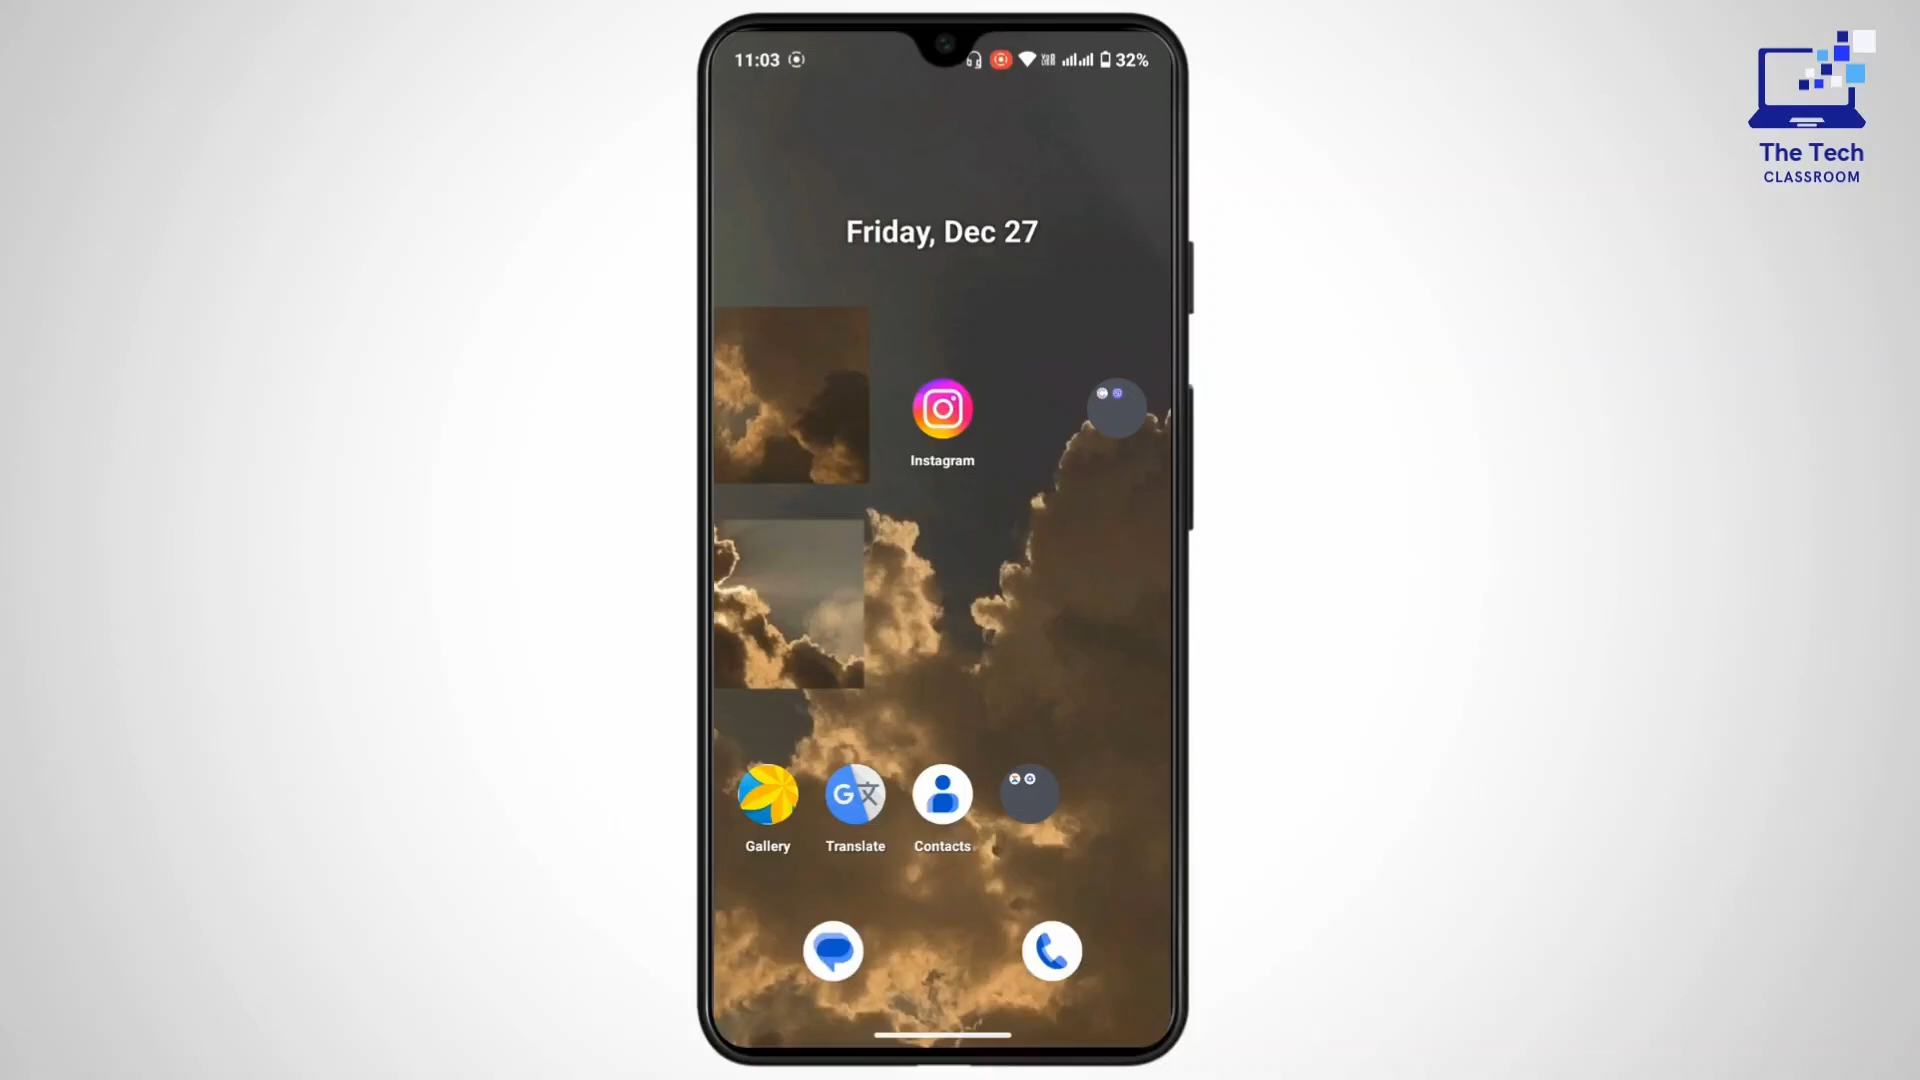 11:03
32%
The Tech
CLASSROOM
Friday, Dec 27
Instagram
Gallery
Translate
Contacts